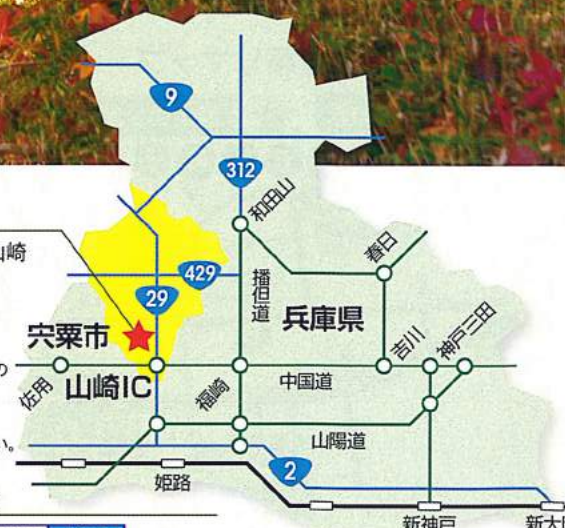 9
312
和田山
山崎
春日
429
播但道
29
兵庫県
宍粟市
吉川
神戸三田
の
佐用
山崎IC
福崎
中国道
い。
山陽道
2
姫路
新神戸